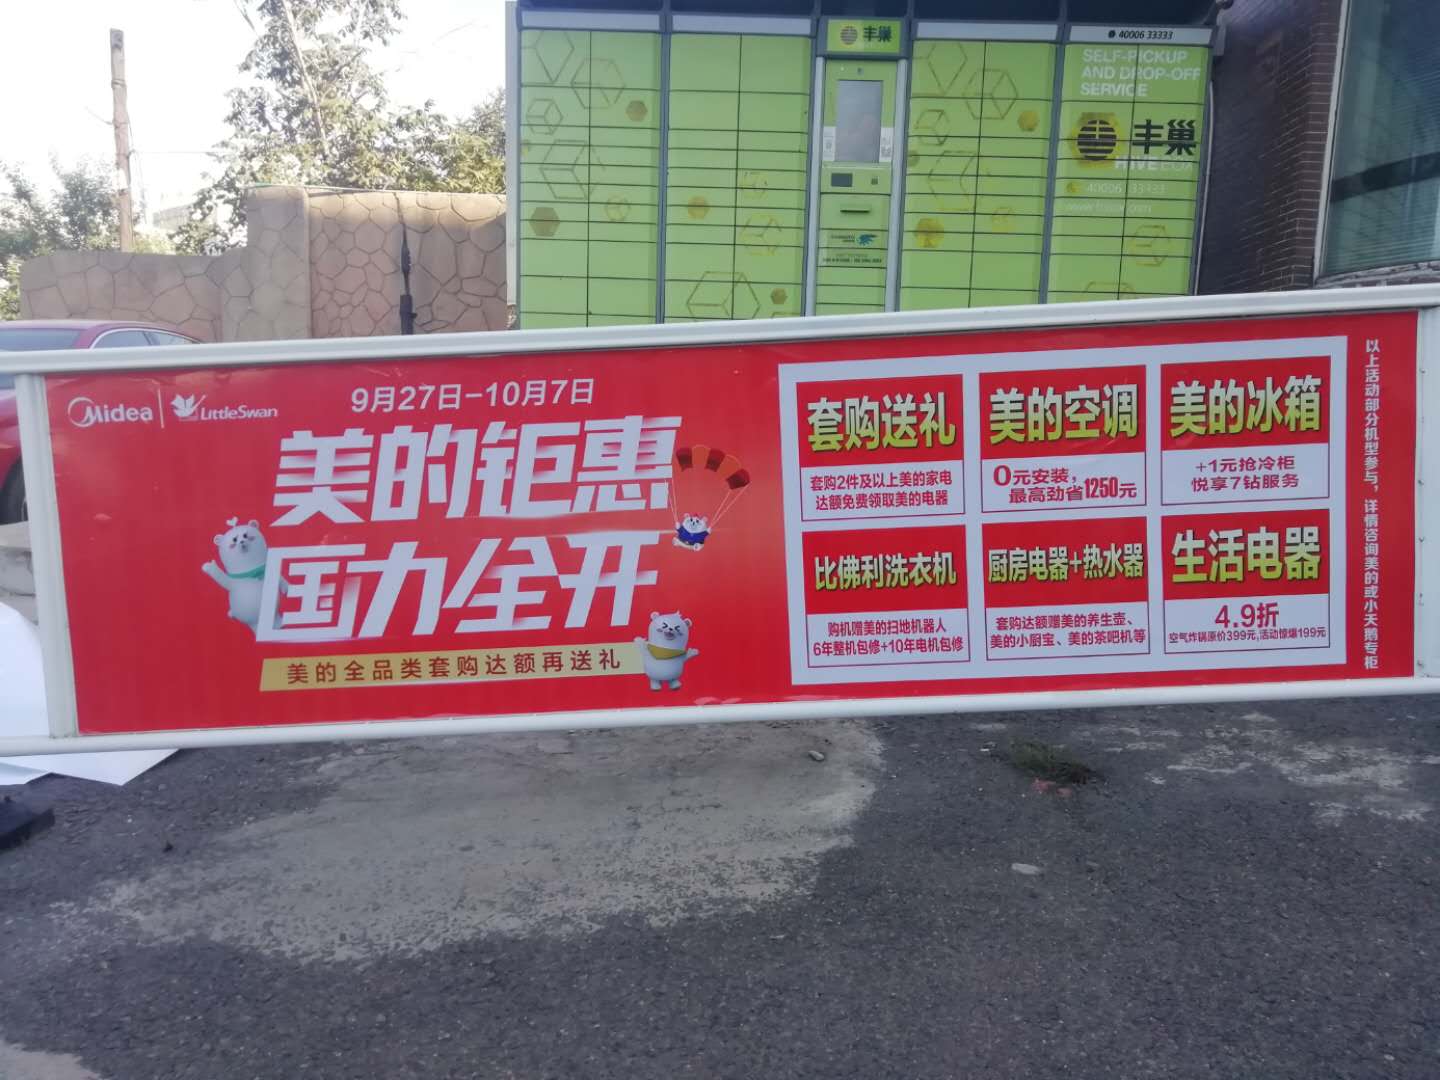 丰巢
40006 33333
SELF-PICKUP
AND DROP-OFF
SERVICE
丰巢
HIVE BOX
40006 33333
Midea
LittleSwan
9月27日-10月7日
美的钜惠
国力全开
美的全品类套购达额再送礼
套购送礼
套购2件及以上美的家电
达额免费领取美的电器
美的空调
0元安装，
最高劲省1250元
美的冰箱
+1元抢冷柜
悦享7钻服务
比佛利洗衣机
购机赠美的扫地机器人
6年整机包修+10年电机包修
厨房电器+热水器
套购达额赠美的养生壶、
美的小厨宝、美的茶吧机等
生活电器
4.9折
空气炸锅原价399元,活动惊爆199元
以上活动部分机型参与，详情咨询美的或小天鹅专柜